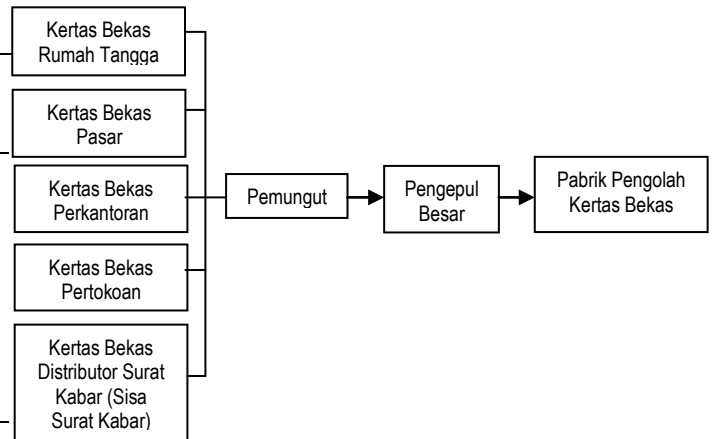 Kertas Bekas
Rumah Tangga
Kertas Bekas
Pasar
Kertas Bekas
Perkantoran
Kertas Bekas
Pertokoan
Kertas Bekas
Distributor Surat
Kabar (Sisa
Surat Kabar)
Pemungut
Pengepul
Besar
Pabrik Pengolah
Kertas Bekas